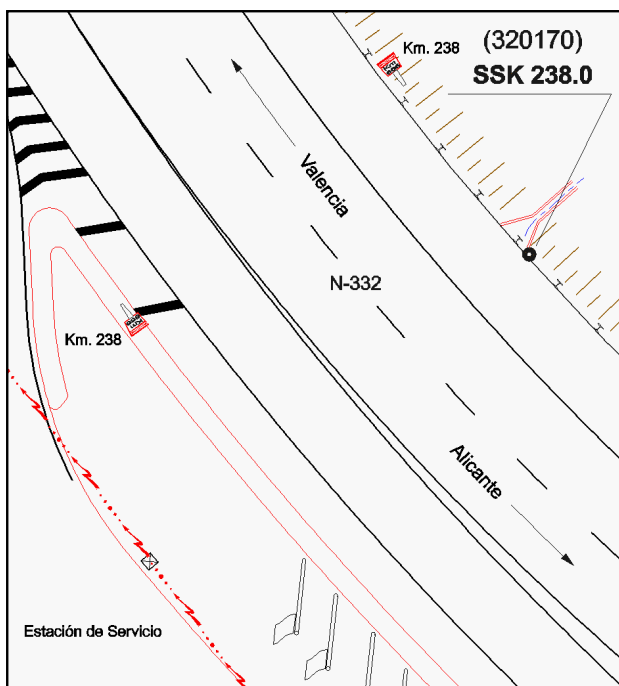 Km. 238
(320170)
SSK 238.0
Valencia
N-332
Km. 238
Alicante
Estación de Servicio